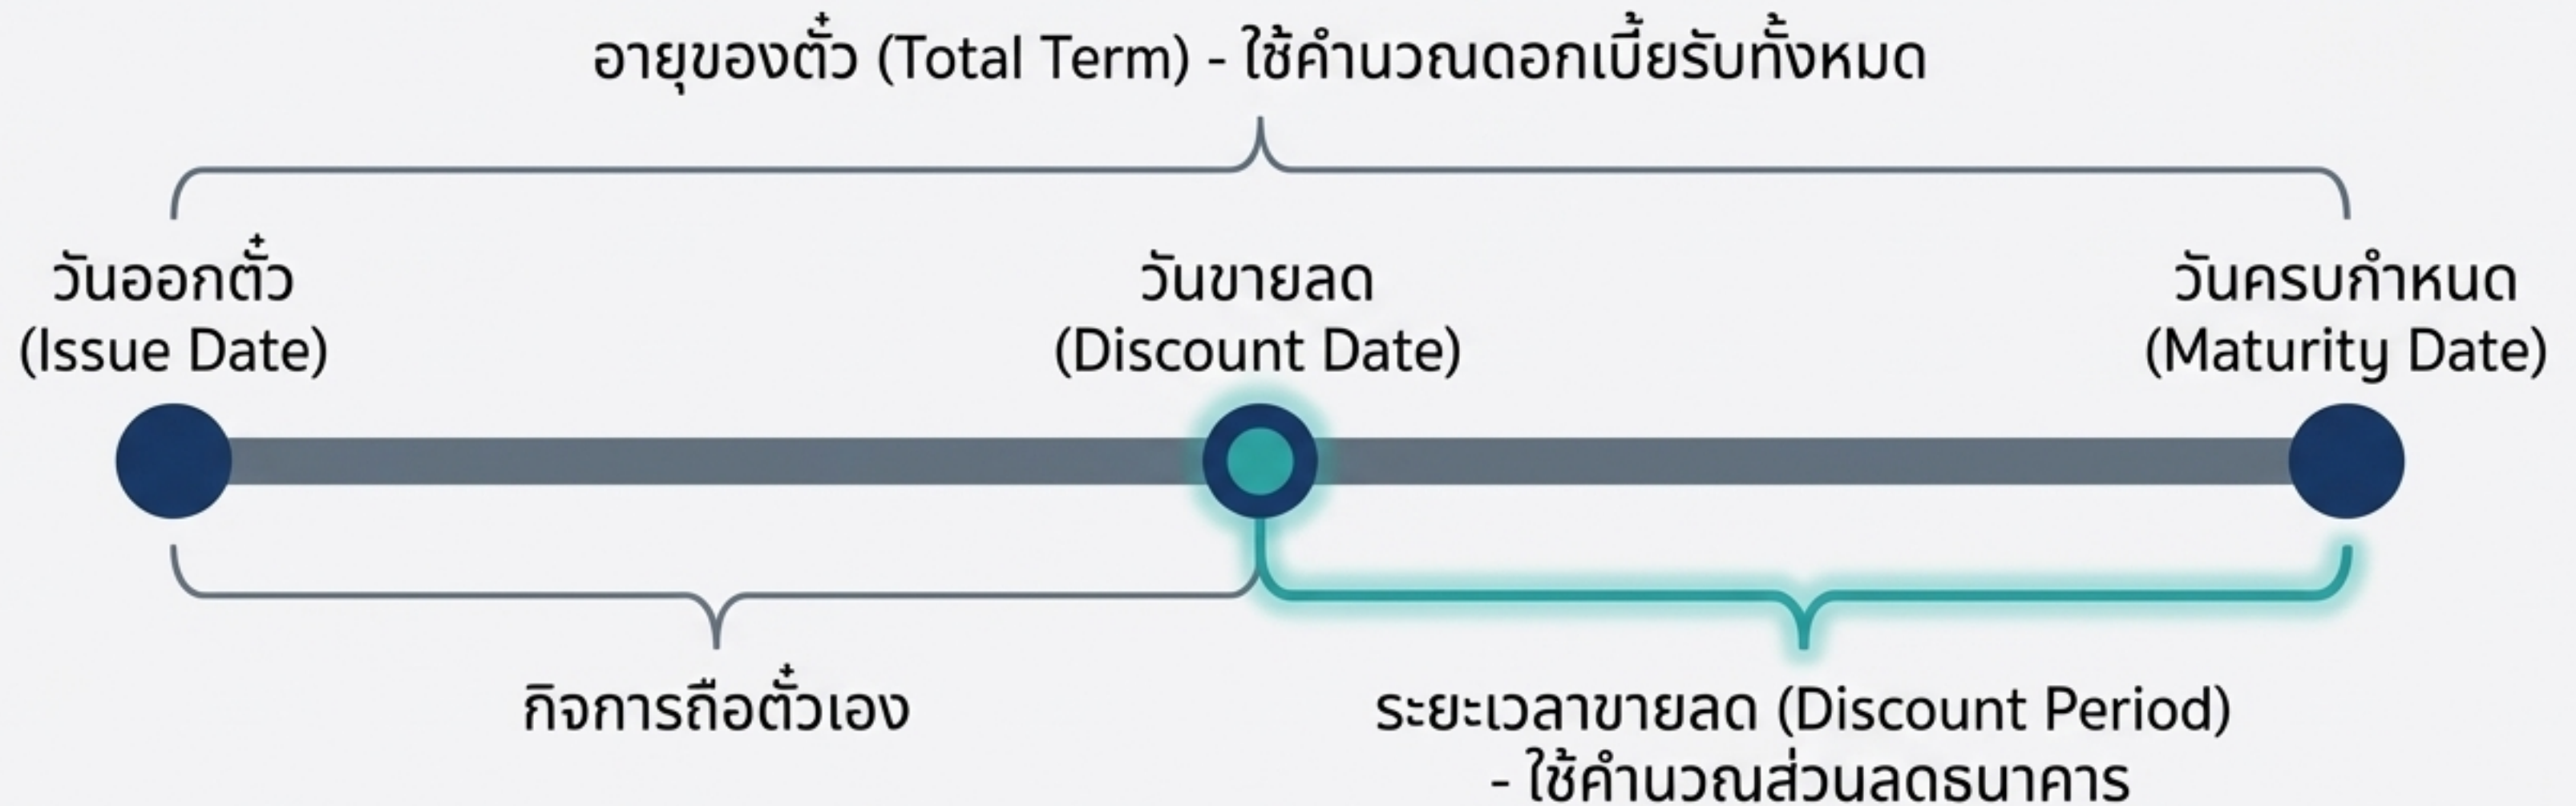 อายุของตั๋ว (Total Term) - ใช้คำนวณดอกเบี้ยรับทั้งหมด
วันออกตั๋ว
(Issue Date)
วันขายลด
(Discount Date)
วันครบกำหนด
(Maturity Date)
กิจการถือตั๋วเอง
ระยะเวลาขายลด (Discount Period)
- ใช้คำนวณส่วนลดธนาคาร